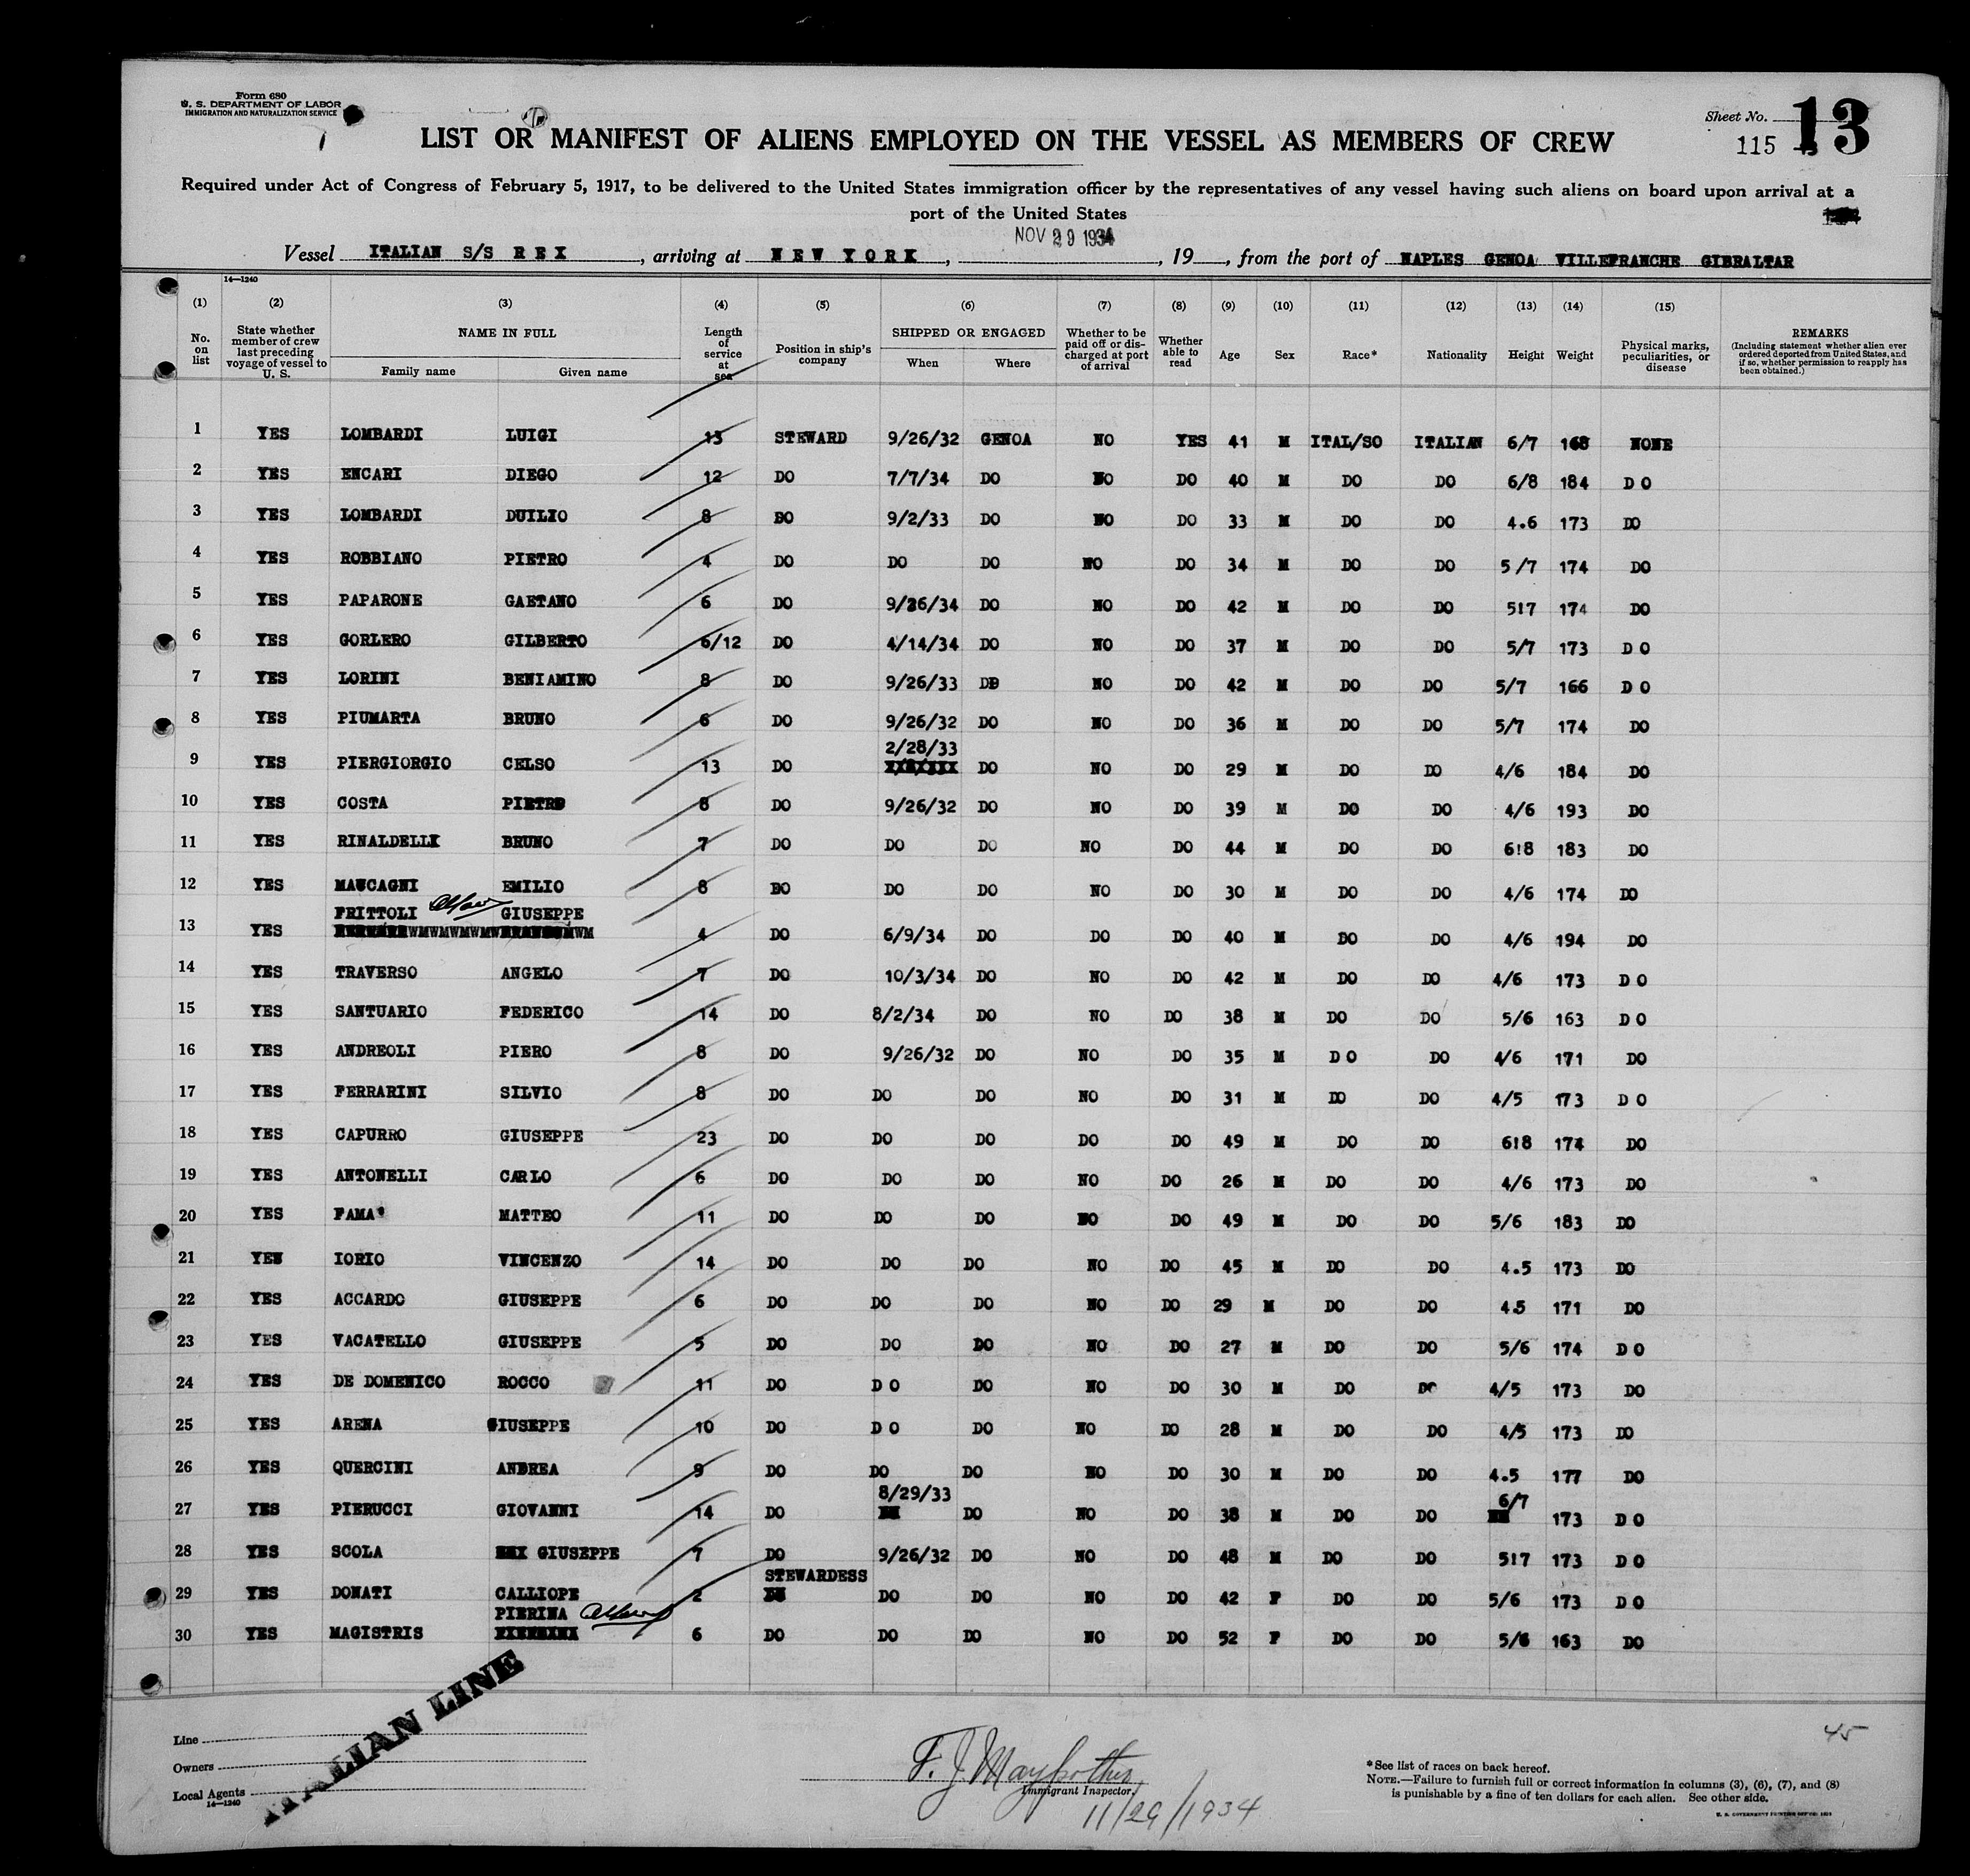 Form 680
U. S. DEPARTMENT OF LABOR
IMMIGRATION AND NATURALIZATION SERVICE
Sheet No. 13
115
LIST OR MANIFEST OF ALIENS EMPLOYED ON THE VESSEL AS MEMBERS OF CREW
Required under Act of Congress of February 5, 1917, to be delivered to the United States immigration officer by the representatives of any vessel having such aliens on board upon arrival at a
port of the United States
NOV 29 1934
Vessel ITALIAN S/S REX, arriving at NEW YORK, , 19 , from the port of NAPLES GENOA VILLEFRANCHE GIBRALTAR
14—1240
(1) (2) (3) (4) (5) (6) (7) (8) (9) (10) (11) (12) (13) (14) (15)
No. on list
State whether member of crew last preceding voyage of vessel to U. S.
NAME IN FULL
Family name
Given name
Length of service at sea
Position in ship's company
SHIPPED OR ENGAGED
When
Where
Whether to be paid off or discharged at port of arrival
Whether able to read
Age
Sex
Race*
Nationality
Height
Weight
Physical marks, peculiarities, or disease
REMARKS
(Including statement whether alien ever ordered deported from United States, and if so, whether permission to reapply has been obtained.)
1 YES LOMBARDI LUIGI 13 STEWARD 9/26/32 GENOA NO YES 41 M ITAL/SO ITALIAN 6/7 168 NONE
2 YES ENCARI DIEGO 12 DO 7/7/34 DO NO DO 40 M DO DO 6/8 184 D O
3 YES LOMBARDI DUILIO 8 DO 9/2/33 DO NO DO 33 M DO DO 4.6 173 DO
4 YES ROBBIANO PIETRO 4 DO DO DO NO DO 34 M DO DO 5/7 174 DO
5 YES PAPARONE GAETANO 6 DO 9/26/34 DO NO DO 42 M DO DO 5!7 174 DO
6 YES GORLERO GILBERTO 6/12 DO 4/14/34 DO NO DO 37 M DO DO 5/7 173 D O
7 YES LORINI BENIAMINO 8 DO 9/26/33 DO NO DO 42 M DO DO 5/7 166 D O
8 YES PIUMARTA BRUNO 6 DO 9/26/32 DO NO DO 36 M DO DO 5/7 174 DO
9 YES PIERGIORGIO CELSO 13 DO 2/28/33 DO NO DO 29 M DO DO 4/6 184 DO
10 YES COSTA PIETRO 8 DO 9/26/32 DO NO DO 39 M DO DO 4/6 193 DO
11 YES RINALDELLI BRUNO 7 DO DO DO NO DO 44 M DO DO 6!8 183 DO
12 YES MAUCAGNI EMILIO 8 DO DO DO NO DO 30 M DO DO 4/6 174 DO
13 YES FRITTOLI GIUSEPPE 4 DO 6/9/34 DO DO DO 40 M DO DO 4/6 194 DO
14 YES TRAVERSO ANGELO 7 DO 10/3/34 DO NO DO 42 M DO DO 4/6 173 D O
15 YES SANTUARIO FEDERICO 14 DO 8/2/34 DO NO DO 38 M DO DO 5/6 163 D O
16 YES ANDREOLI PIERO 8 DO 9/26/32 DO NO DO 35 M D O DO 4/6 171 DO
17 YES FERRARINI SILVIO 8 DO DO DO NO DO 31 M DO DO 4/5 173 D O
18 YES CAPURRO GIUSEPPE 23 DO DO DO DO DO 49 M DO DO 6!8 174 DO
19 YES ANTONELLI CARLO 6 DO DO DO NO DO 26 M DO DO 4/6 173 DO
20 YES FAMA' MATTEO 11 DO DO DO NO DO 49 M DO DO 5/6 183 DO
21 YES IORIO VINCENZO 14 DO DO DO NO DO 45 M DO DO 4.5 173 DO
22 YES ACCARDO GIUSEPPE 6 DO DO DO NO DO 29 M DO DO 4.5 171 DO
23 YES VACATELLO GIUSEPPE 5 DO DO DO NO DO 27 M DO DO 5/6 174 D O
24 YES DE DOMENICO ROCCO 11 DO D O DO NO DO 30 M DO DO 4/5 173 DO
25 YES ARENA GIUSEPPE 10 DO D O DO NO DO 28 M DO DO 4/5 173 DO
26 YES QUERCINI ANDREA 9 DO DO DO NO DO 30 M DO DO 4.5 177 DO
27 YES PIERUCCI GIOVANNI 14 DO 8/29/33 DO NO DO 38 M DO DO 6/7 173 D O
28 YES SCOLA GIUSEPPE 7 DO 9/26/32 DO NO DO 48 M DO DO 5!7 173 D O
29 YES DONATI CALLIOPE 2 STEWARDESS DO DO NO DO 42 F DO DO 5/6 173 D O
30 YES MAGISTRIS PIERINA 6 DO DO DO NO DO 52 F DO DO 5/6 163 DO
ITALIAN LINE
45
Line
Owners
Local Agents
14—1240
F. J.
Immigrant Inspector.
11/29/1934
*See list of races on back hereof.
NOTE.—Failure to furnish full or correct information in columns (3), (6), (7), and (8)
is punishable by a fine of ten dollars for each alien. See other side.